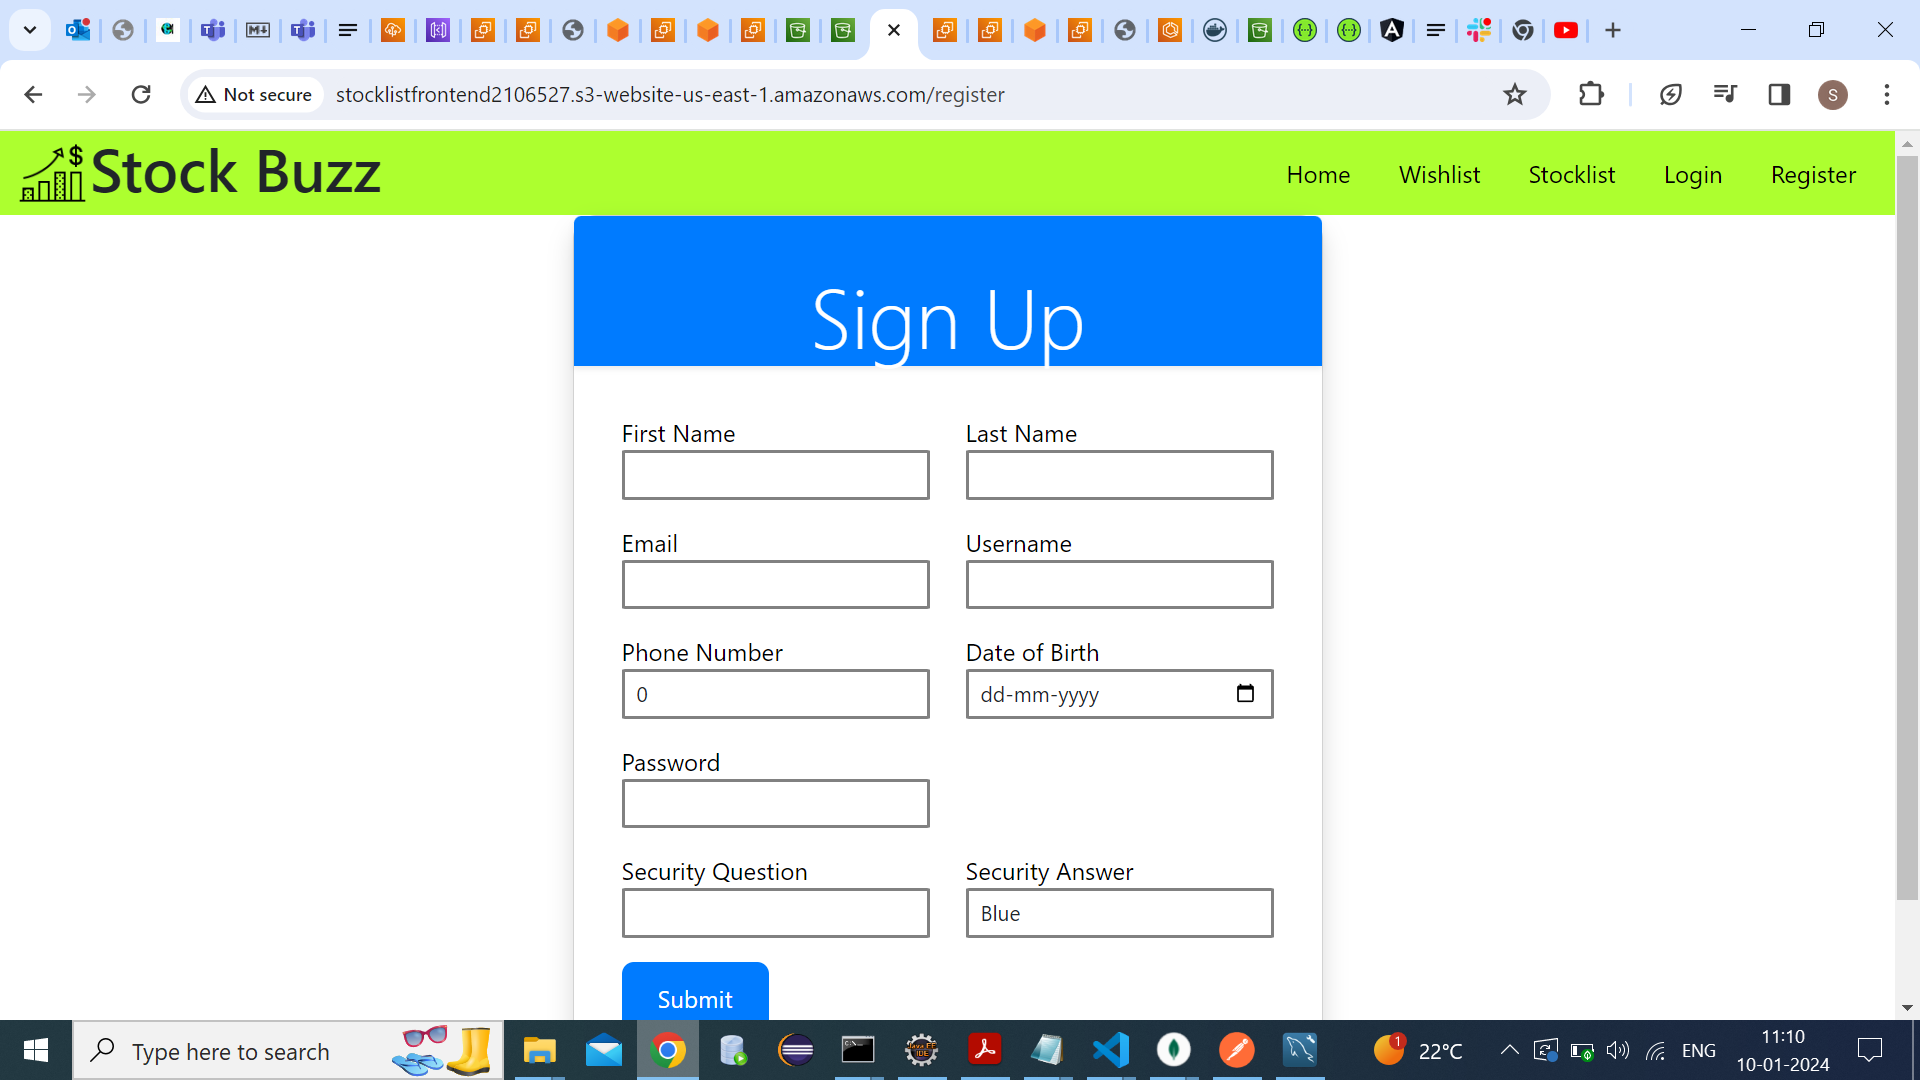 Not secure
stocklistfrontend2106527.s3-website-us-east-1.amazonaws.com/register
S
Stock Buzz
Home Wishlist Stocklist Login Register
Sign Up
First Name Last Name
Email Username
Phone Number Date of Birth
0 dd-mm-yyyy
Password
Security Question Security Answer
Blue
Submit
Type here to search
1
22°C
ENG
11:10
10-01-2024